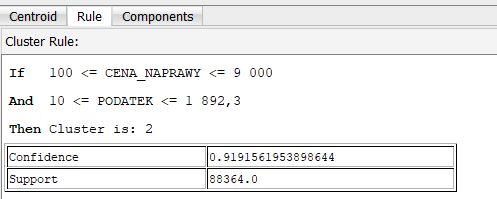 Centroid Rule Components
Cluster Rule:
If 100 <= CENA_NAPRAWY <= 9 000
And 10 <= PODATEK <= 1 892,3
Then Cluster is: 2
Confidence 0.9191561953898644
Support 88364.0